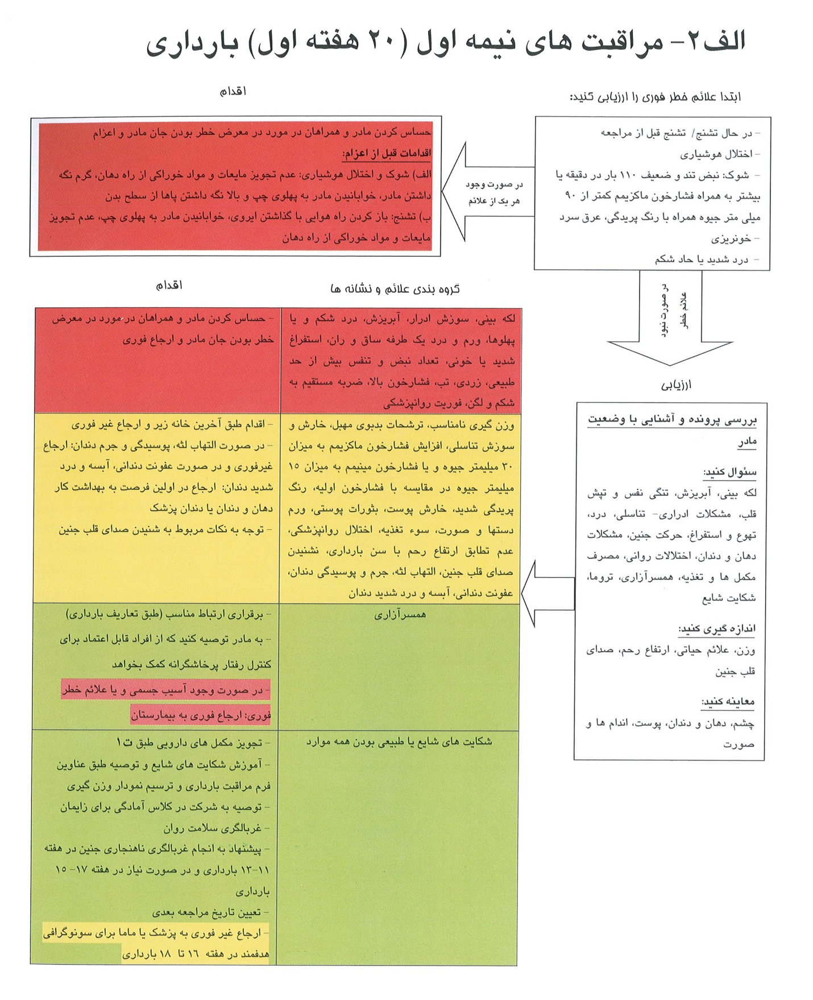 الف۲- مراقبت های نیمه اول (۲۰ هفته اول) بارداری
ابتدا علائم خطر فوری را ارزیابی کنید:
- در حال تشنج/ تشنج قبل از مراجعه
- اختلال هوشیاری
- شوک: نبض تند و ضعیف ۱۱۰ بار در دقیقه یا
بیشتر به همراه فشارخون ماکزیمم کمتر از ۹۰
میلی متر جیوه همراه با رنگ پریدگی، عرق سرد
- خونریزی
- درد شدید یا حاد شکم
در صورت وجود
هر یک از علائم
اقدام
حساس کردن مادر و همراهان در مورد در معرض خطر بودن جان مادر و اعزام
اقدامات قبل از اعزام:
الف) شوک و اختلال هوشیاری: عدم تجویز مایعات و مواد خوراکی از راه دهان، گرم نگه
داشتن مادر، خوابانیدن مادر به پهلوی چپ و بالا نگه داشتن پاها از سطح بدن
ب) تشنج: باز کردن راه هوایی با گذاشتن ایروی، خوابانیدن مادر به پهلوی چپ، عدم تجویز
مایعات و مواد خوراکی از راه دهان
در صورت نبود
علائم خطر
ارزیابی
بررسی پرونده و آشنایی با وضعیت
مادر
سئوال کنید:
لکه بینی، آبریزش، تنگی نفس و تپش
قلب، مشکلات ادراری- تناسلی، درد،
تهوع و استفراغ، حرکت جنین، مشکلات
دهان و دندان، اختلالات روانی، مصرف
مکمل ها و تغذیه، همسرآزاری، تروما،
شکایت شایع
اندازه گیری کنید:
وزن، علائم حیاتی، ارتفاع رحم، صدای
قلب جنین
معاینه کنید:
چشم، دهان و دندان، پوست، اندام ها و
صورت
گروه بندی علائم و نشانه ها
اقدام
لکه بینی، سوزش ادرار، آبریزش، درد شکم و یا
پهلوها، ورم و درد یک طرفه ساق و ران، استفراغ
شدید یا خونی، تعداد نبض و تنفس بیش از حد
طبیعی، زردی، تب، فشارخون بالا، ضربه مستقیم به
شکم و لگن، فوریت روانپزشکی
- حساس کردن مادر و همراهان در مورد در معرض
خطر بودن جان مادر و ارجاع فوری
وزن گیری نامناسب، ترشحات بدبوی مهبل، خارش و
سوزش تناسلی، افزایش فشارخون ماکزیمم به میزان
۳۰ میلیمتر جیوه و یا فشارخون مینیمم به میزان ۱۵
میلیمتر جیوه در مقایسه با فشارخون اولیه، رنگ
پریدگی شدید، خارش پوست، بثورات پوستی، ورم
دستها و صورت، سوء تغذیه، اختلال روانپزشکی،
عدم تطابق ارتفاع رحم با سن بارداری، نشنیدن
صدای قلب جنین، التهاب لثه، جرم و پوسیدگی دندان،
عفونت دندانی، آبسه و درد شدید دندان
- اقدام طبق آخرین خانه زیر و ارجاع غیر فوری
- در صورت التهاب لثه، پوسیدگی و جرم دندان: ارجاع
غیرفوری و در صورت عفونت دندانی، آبسه و درد
شدید دندان: ارجاع در اولین فرصت به بهداشت کار
دهان و دندان یا دندان پزشک
- توجه به نکات مربوط به شنیدن صدای قلب جنین
همسرآزاری
- برقراری ارتباط مناسب (طبق تعاریف بارداری)
- به مادر توصیه کنید که از افراد قابل اعتماد برای
کنترل رفتار پرخاشگرانه کمک بخواهد
- در صورت وجود آسیب جسمی و یا علائم خطر
فوری: ارجاع فوری به بیمارستان
شکایت های شایع یا طبیعی بودن همه موارد
- تجویز مکمل های دارویی طبق ت۱
- آموزش شکایت های شایع و توصیه طبق عناوین
فرم مراقبت بارداری و ترسیم نمودار وزن گیری
- توصیه به شرکت در کلاس آمادگی برای زایمان
- غربالگری سلامت روان
- پیشنهاد به انجام غربالگری ناهنجاری جنین در هفته
۱۱-۱۳ بارداری و در صورت نیاز در هفته ۱۷- ۱۵
بارداری
- تعیین تاریخ مراجعه بعدی
- ارجاع غیر فوری به پزشک یا ماما برای سونوگرافی
هدفمند در هفته ۱۶ تا ۱۸ بارداری